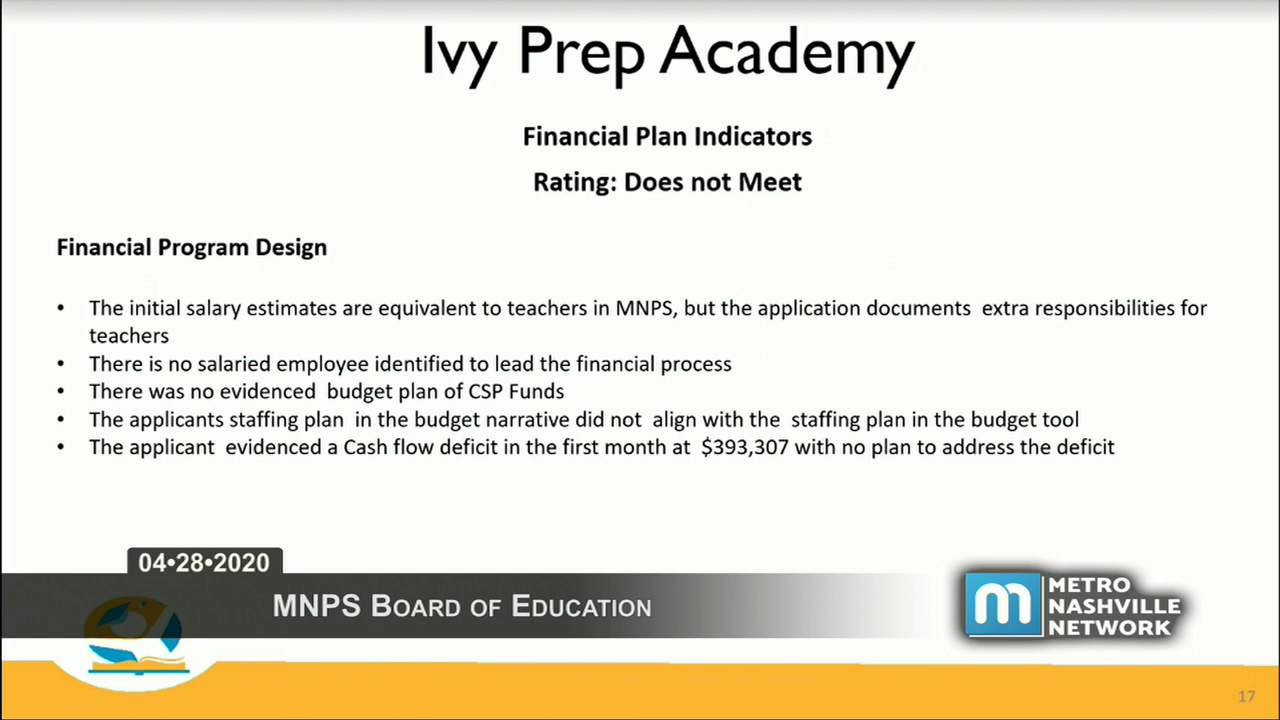 Ivy Prep Academy
Financial Plan Indicators
Rating: Does not Meet
Financial Program Design
• The initial salary estimates are equivalent to teachers in MNPS, but the application documents extra responsibilities for
teachers
• There is no salaried employee identified to lead the financial process
• There was no evidenced budget plan of CSP Funds
• The applicants staffing plan in the budget narrative did not align with the staffing plan in the budget tool
• The applicant evidenced a Cash flow deficit in the first month at $393,307 with no plan to address the deficit
04•28•2020
MNPS BOARD OF EDUCATION
m
METRO
NASHVILLE
NETWORK
17